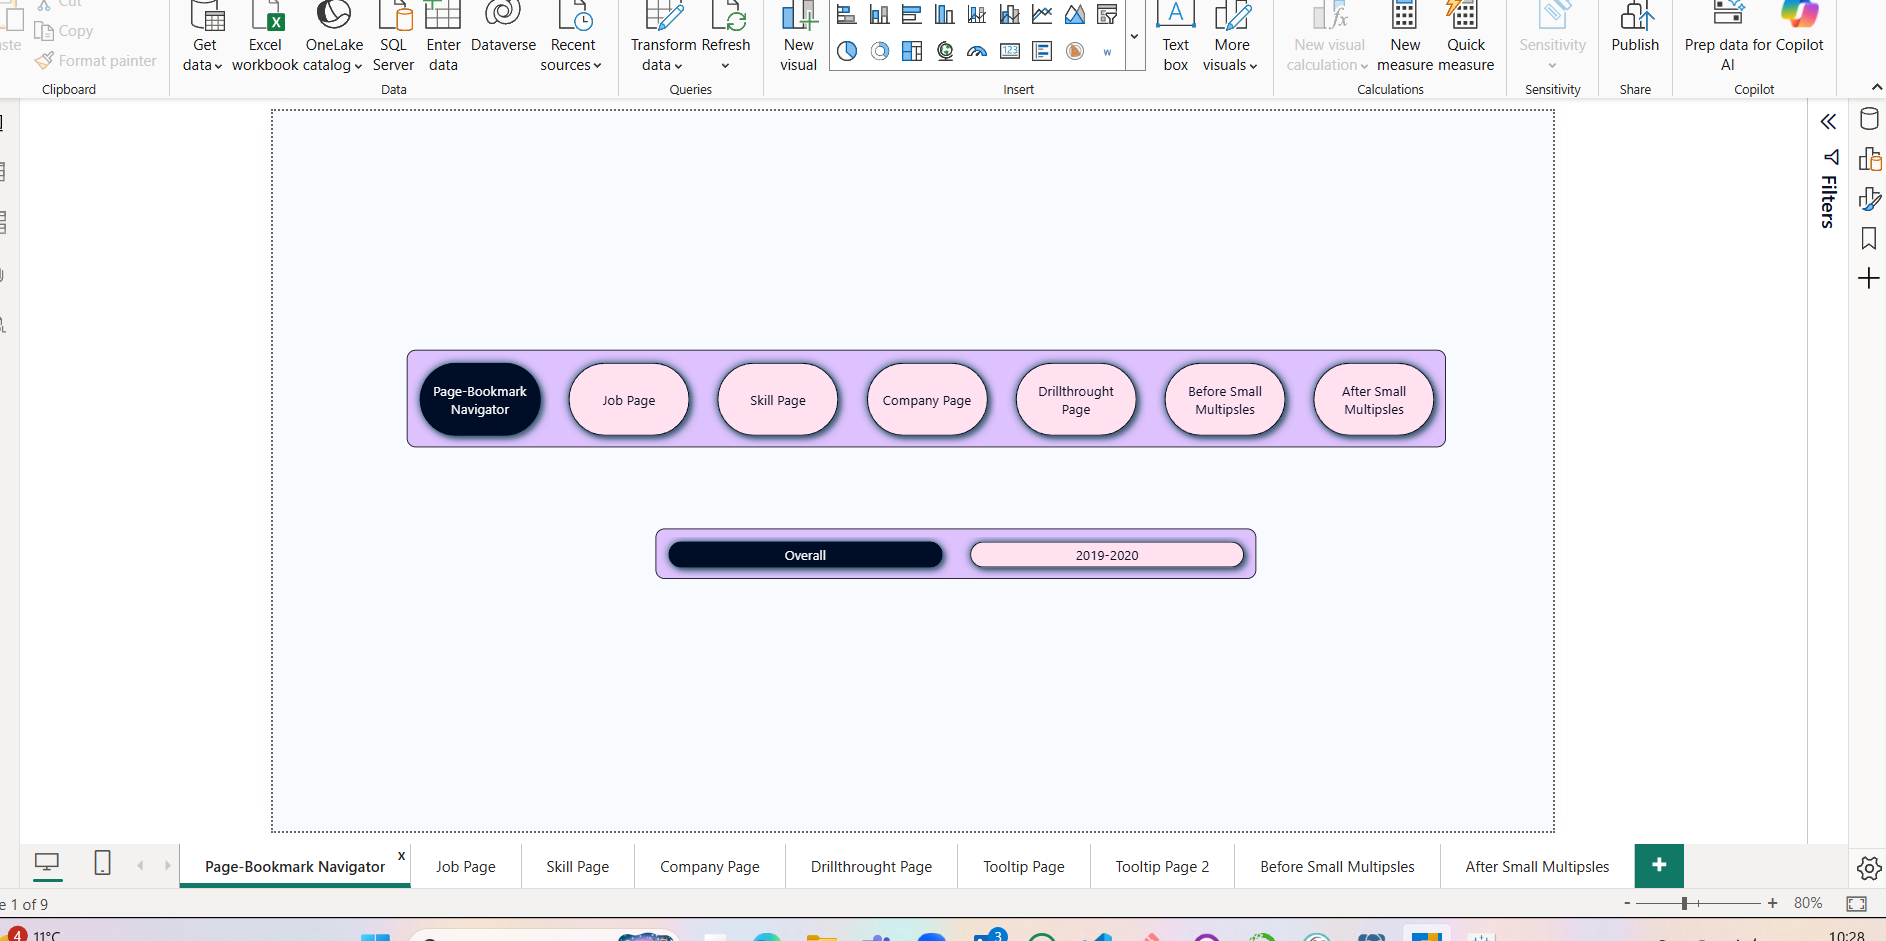 Cut
Copy
Format painter
Clipboard
Get data
Excel workbook
OneLake catalog
SQL Server
Enter data
Dataverse
Recent sources
Data
Transform data
Refresh
Queries
New visual
123
Insert
A
Text box
More visuals
fx
New visual calculation
New measure
Quick measure
Calculations
Sensitivity
Sensitivity
Publish
Share
Prep data for AI
Copilot
Copilot
Filters
Page-Bookmark
Navigator
Job Page
Skill Page
Company Page
Drillthrought
Page
Before Small
Multipsles
After Small
Multipsles
Overall
2019-2020
Page-Bookmark Navigator
x
Job Page
Skill Page
Company Page
Drillthrought Page
Tooltip Page
Tooltip Page 2
Before Small Multipsles
After Small Multipsles
+
e 1 of 9
-
+
80%
4
11°C
3
10:28